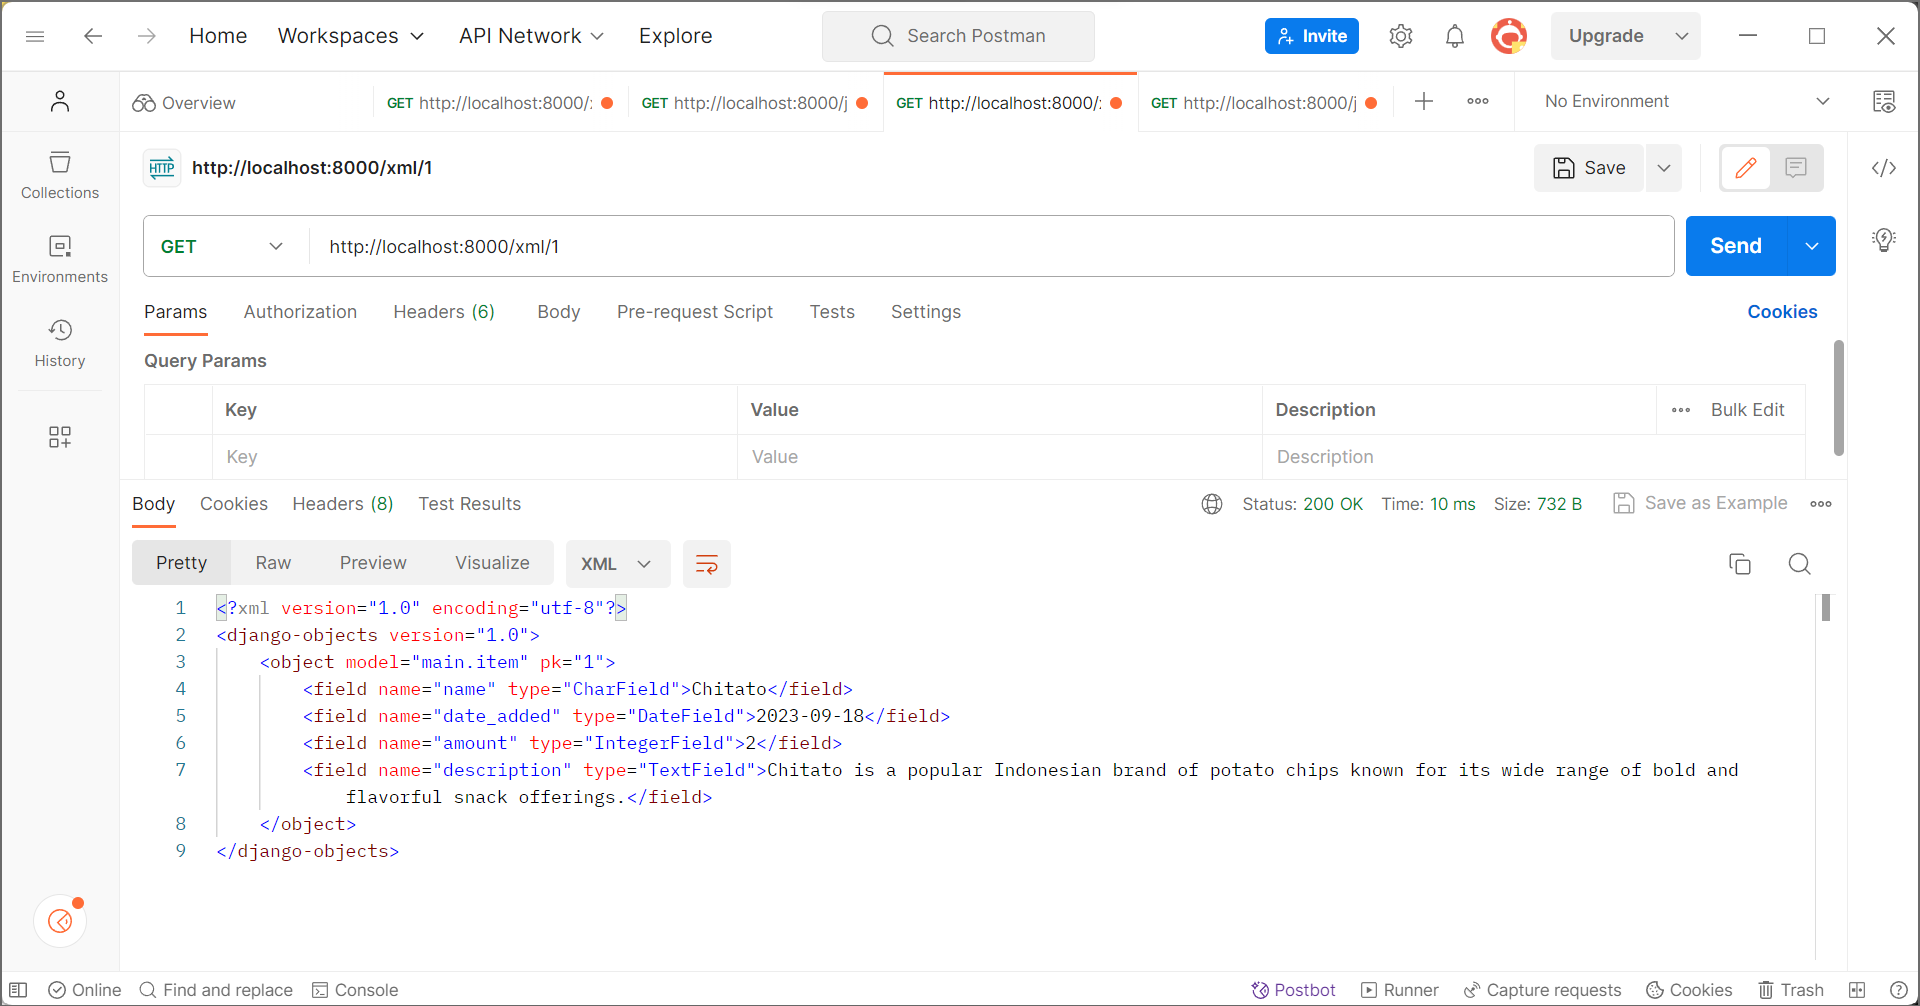 Home Workspaces API Network Explore Search Postman Invite Upgrade
Overview GET http://localhost:8000/: GET http://localhost:8000/j GET http://localhost:8000/: GET http://localhost:8000/j No Environment
HTTP http://localhost:8000/xml/1 Save
Collections
GET http://localhost:8000/xml/1 Send
Environments
Params Authorization Headers (6) Body Pre-request Script Tests Settings Cookies
History
Query Params
Key Value Description Bulk Edit
Key Value Description
Body Cookies Headers (8) Test Results Status: 200 OK Time: 10 ms Size: 732 B Save as Example
Pretty Raw Preview Visualize XML
1 <?xml version="1.0" encoding="utf-8"?>
2 <django-objects version="1.0">
3 <object model="main.item" pk="1">
4 <field name="name" type="CharField">Chitato</field>
5 <field name="date_added" type="DateField">2023-09-18</field>
6 <field name="amount" type="IntegerField">2</field>
7 <field name="description" type="TextField">Chitato is a popular Indonesian brand of potato chips known for its wide range of bold and
flavorful snack offerings.</field>
8 </object>
9 </django-objects>
Online Find and replace Console Postbot Runner Capture requests Cookies Trash